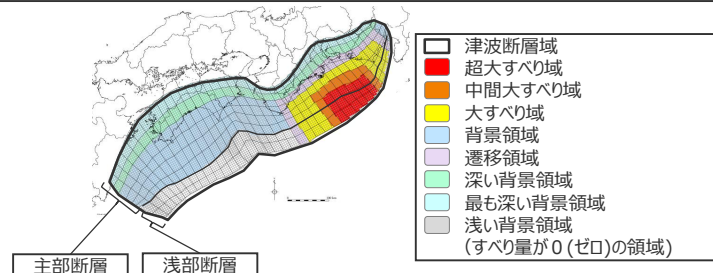 津波断層域
超大すべり域
中間大すべり域
大すべり域
背景領域
遷移領域
深い背景領域
最も深い背景領域
浅い背景領域
(すべり量が0(ゼロ)の領域)
主部断層
浅部断層